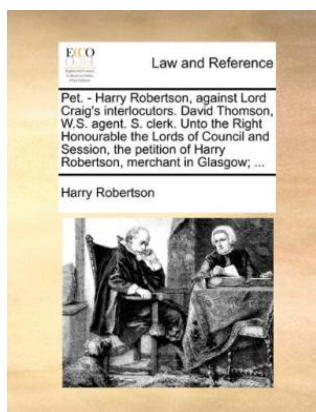 ECCO
Law and Reference
Pet. - Harry Robertson, against Lord
Craig's interlocutors. David Thomson,
W.S. agent. S. clerk. Unto the Right
Honourable the Lords of Council and
Session, the petition of Harry
Robertson, merchant in Glasgow; ...
Harry Robertson